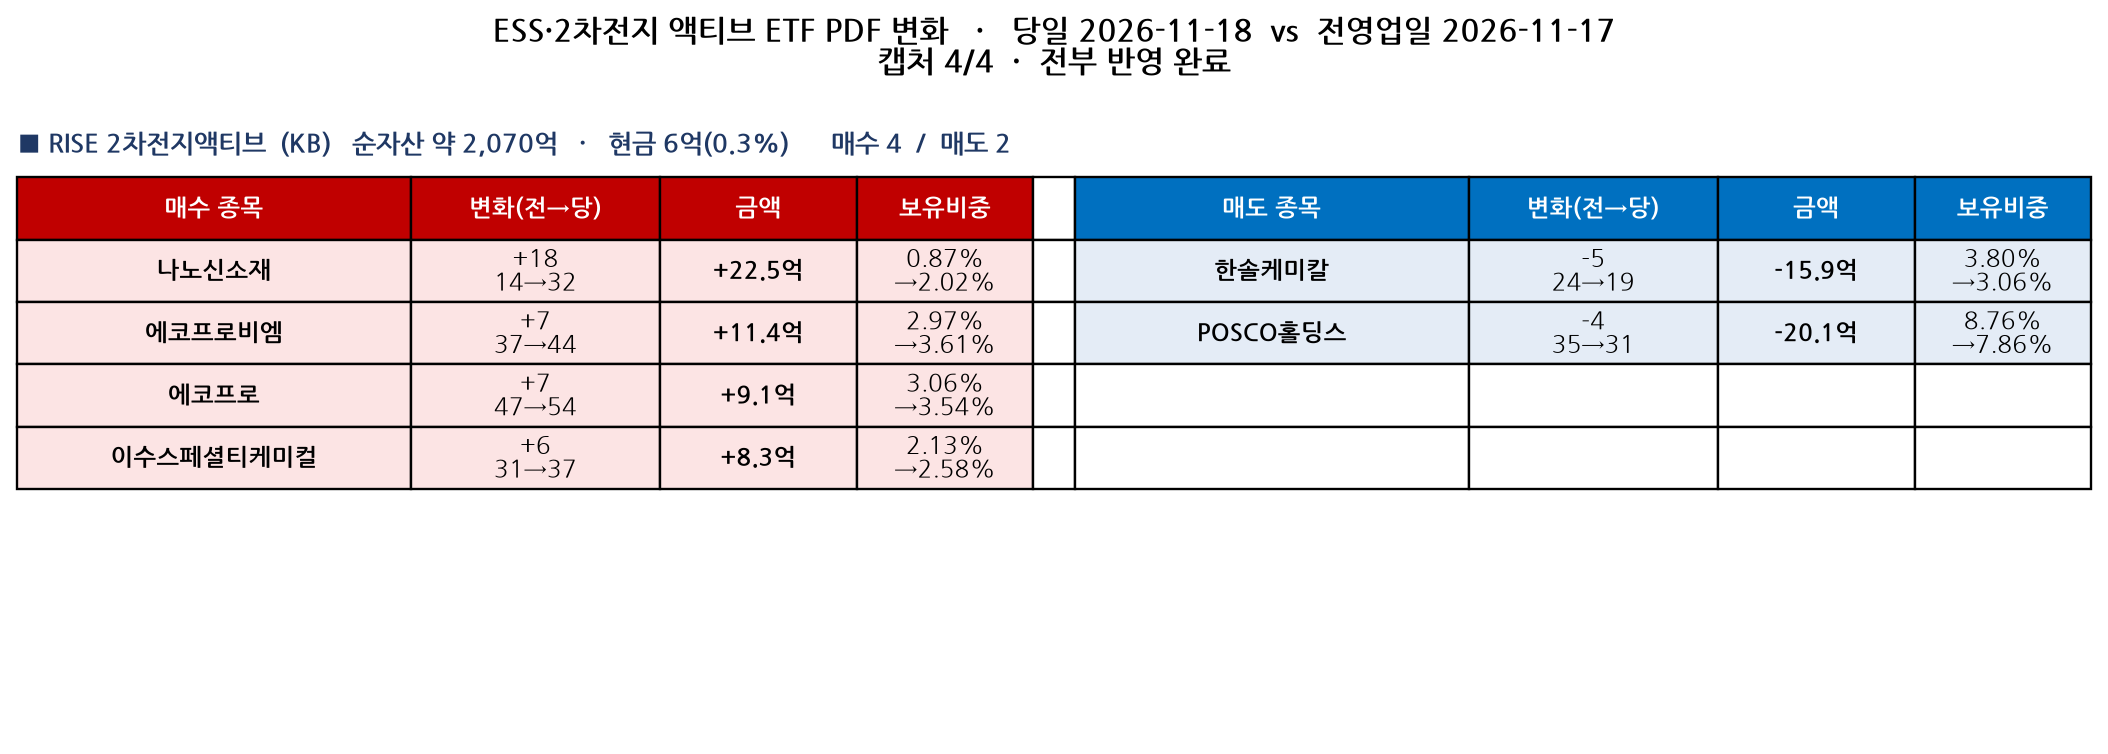 ESS·2차전지 액티브 ETF PDF 변화 · 당일 2026-11-18 vs 전영업일 2026-11-17
캡처 4/4 · 전부 반영 완료
■ RISE 2차전지액티브 (KB) 순자산 약 2,070억 · 현금 6억(0.3%) 매수 4 / 매도 2
매수 종목 변화(전→당) 금액 보유비중 매도 종목 변화(전→당) 금액 보유비중
나노신소재 +18 14→32 +22.5억 0.87% →2.02% 한솔케미칼 -5 24→19 -15.9억 3.80% →3.06%
에코프로비엠 +7 37→44 +11.4억 2.97% →3.61% POSCO홀딩스 -4 35→31 -20.1억 8.76% →7.86%
에코프로 +7 47→54 +9.1억 3.06% →3.54%
이수스페셜티케미컬 +6 31→37 +8.3억 2.13% →2.58%